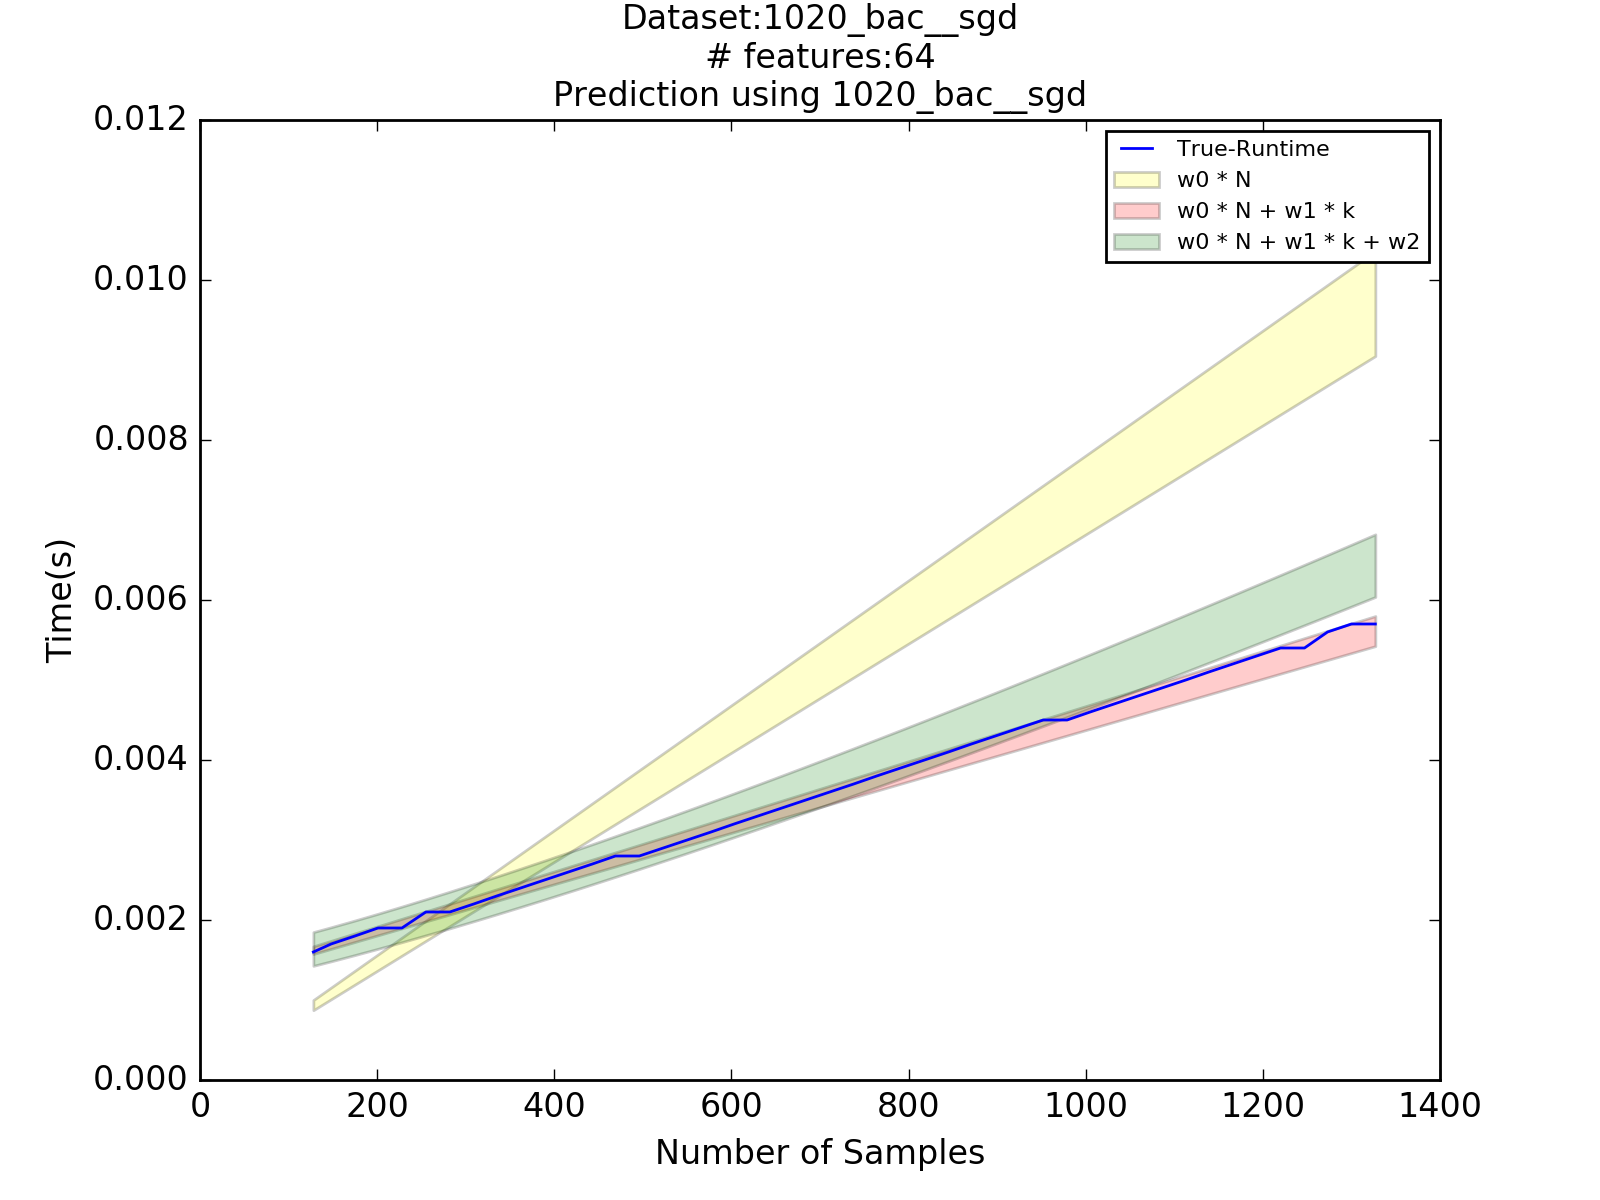 Dataset:1020_bac__sgd
# features:64
Prediction using 1020_bac__sgd
0.012
0.010
0.008
0.006
0.004
0.002
0.000
Time(s)
True-Runtime
w0 * N
w0 * N + w1 * k
w0 * N + w1 * k + w2
0 200 400 600 800 1000 1200 1400
Number of Samples